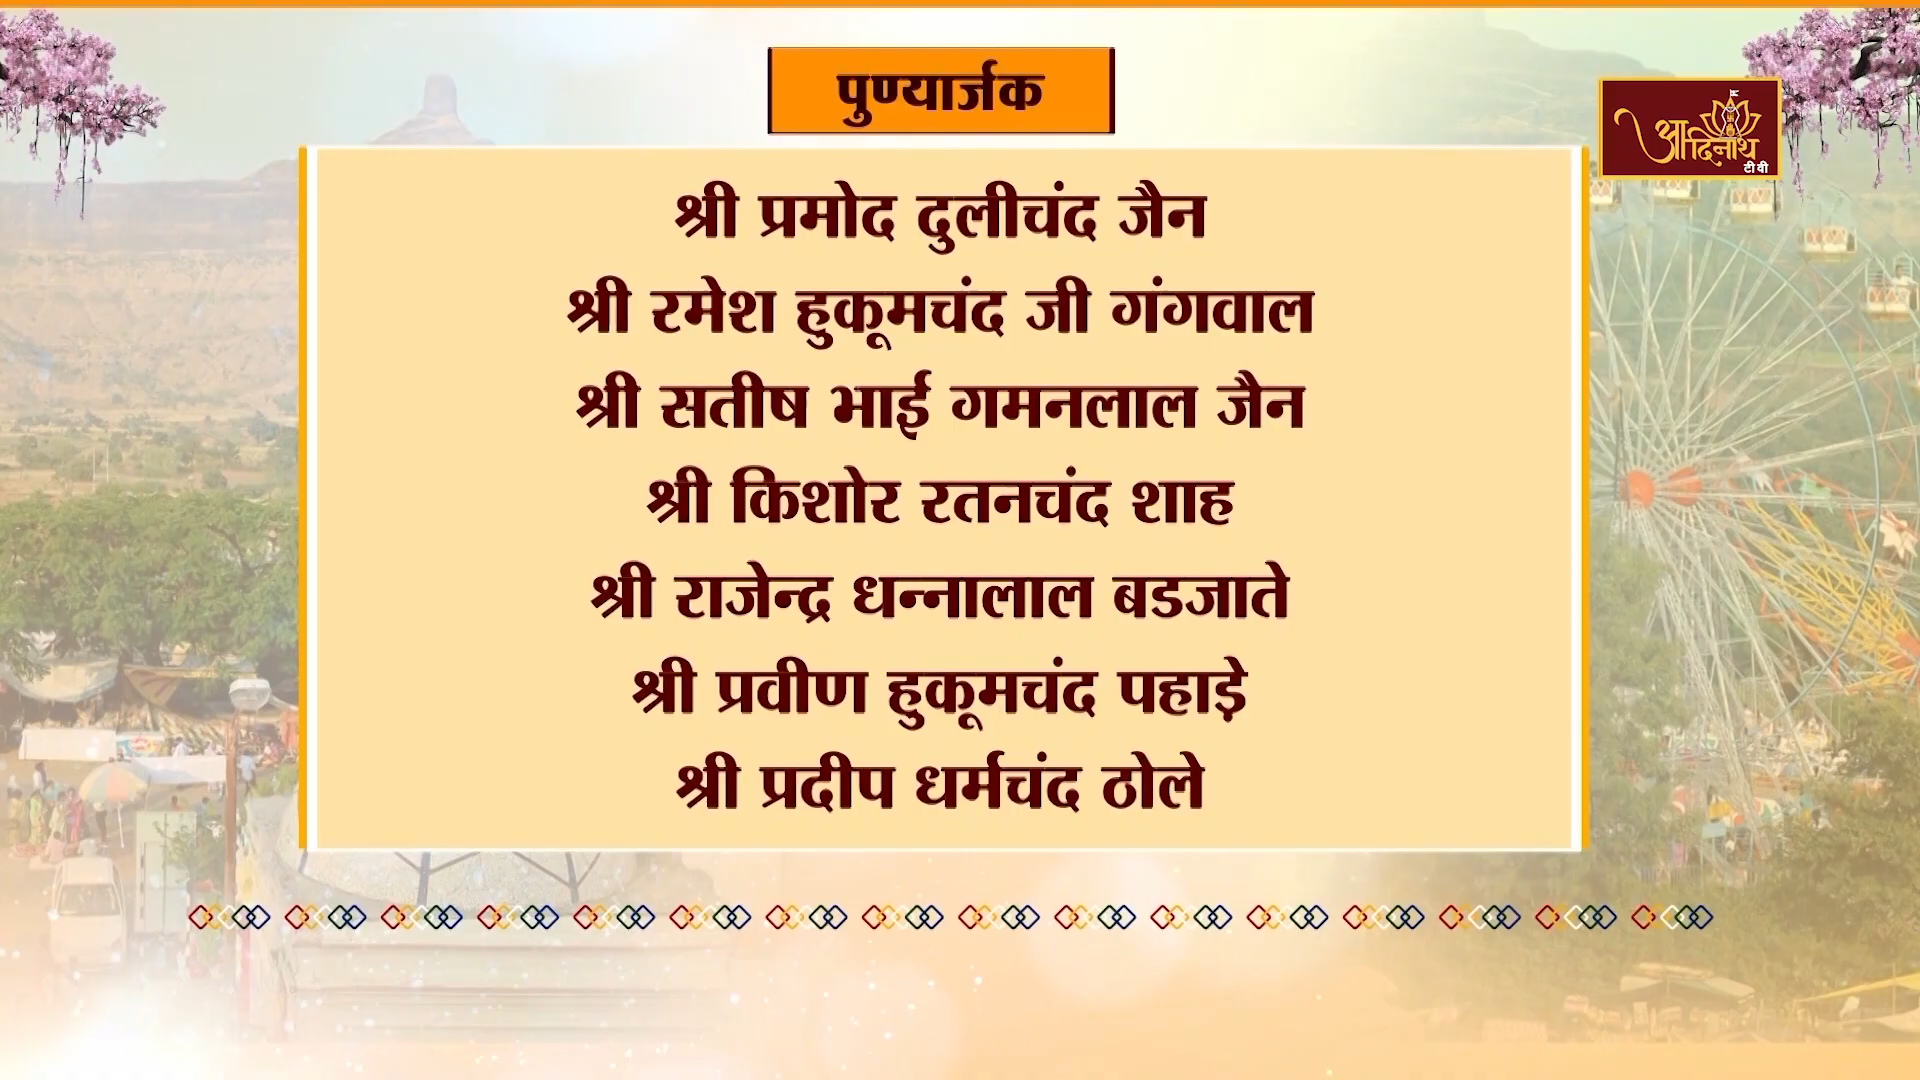 पुण्यार्जक
आदिनाथ
टीवी
श्री प्रमोद दुलीचंद जैन
श्री रमेश हुकूमचंद जी गंगवाल
श्री सतीष भाई गमनलाल जैन
श्री किशोर रतनचंद शाह
श्री राजेन्द्र धन्नालाल बडजाते
श्री प्रवीण हुकूमचंद पहाड़े
श्री प्रदीप धर्मचंद ठोले